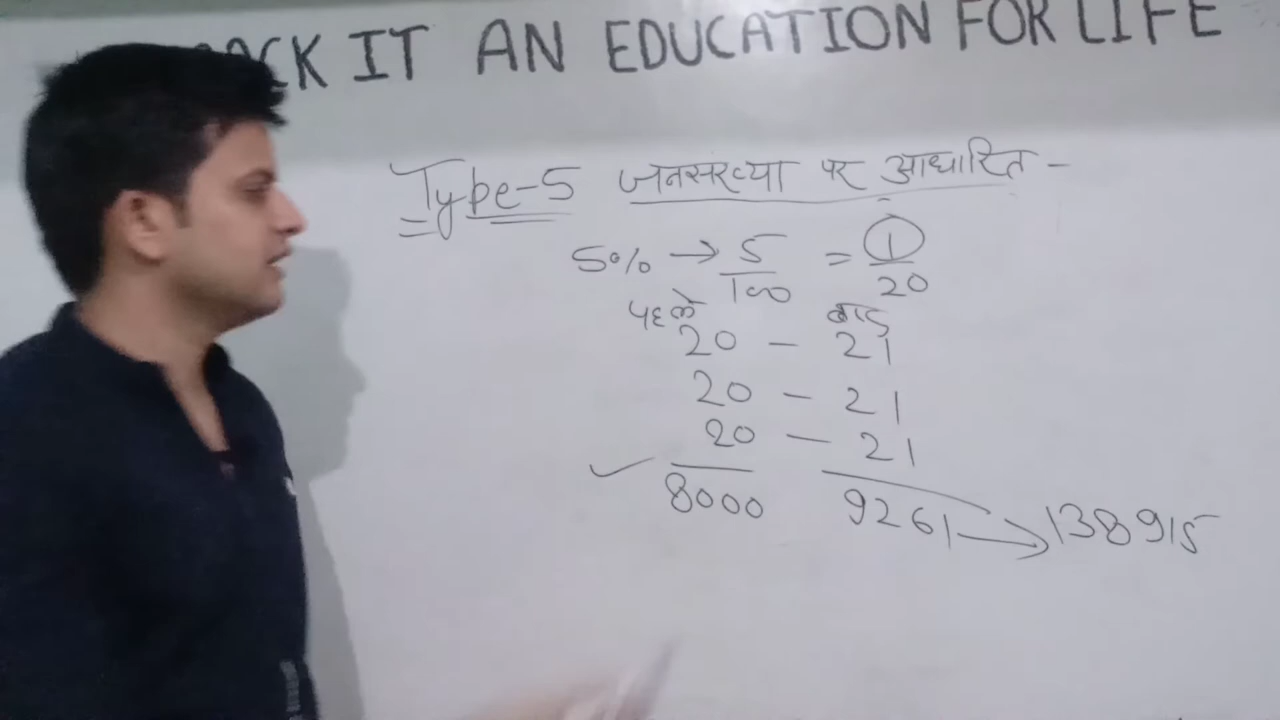 CK IT AN EDUCATION FOR LIFE
Type-5 जनसख्या पर आधारित -
5% → 5/100 = 1/20
पहले बाद
20 - 21
20 - 21
20 - 21
✓ 8000 9261 → 138915